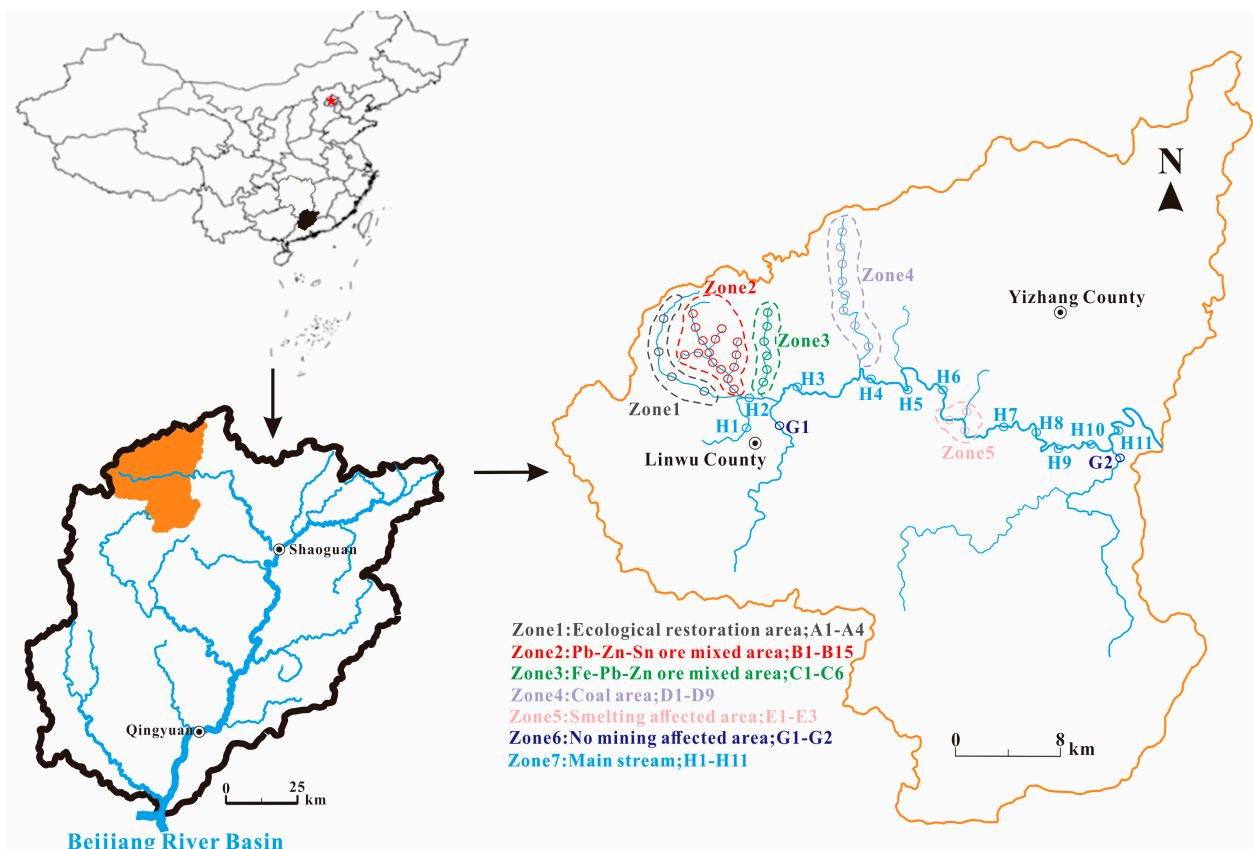 N
Zone4
Zone2
Yizhang County
Zone3
H3
H6
H4
H5
Zone1
H2
H1
G1
H7
H8
H10
H11
Linwu County
Zone5
H9
G2
Shaoguan
Qingyuan
0 25
km
Beijiang River Basin
Zone1:Ecological restoration area;A1-A4
Zone2:Pb-Zn-Sn ore mixed area;B1-B15
Zone3:Fe-Pb-Zn ore mixed area;C1-C6
Zone4:Coal area;D1-D9
Zone5:Smelting affected area;E1-E3
Zone6:No mining affected area;G1-G2
Zone7:Main stream;H1-H11
0 8
km